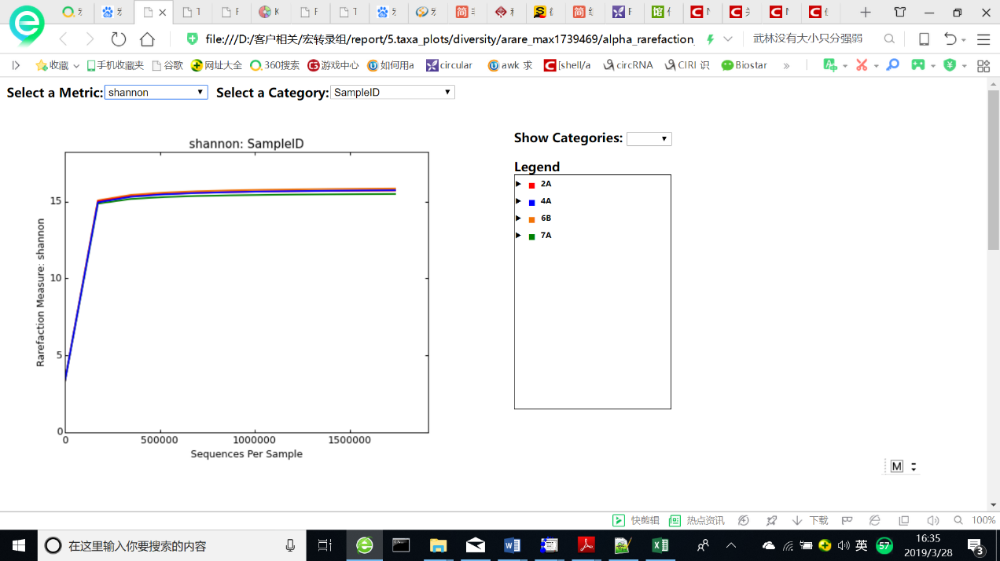 file:///D:/客户相关/宏转录组/report/5.taxa_plots/diversity/arare_max1739469/alpha_rarefaction_
武林没有大小只分强弱
收藏 手机收藏夹 谷歌 网址大全 360搜索 游戏中心 如何用a circular awk 求 [shell/a circRNA CIRI 识 Biostar »
Select a Metric: shannon Select a Category: SampleID
shannon: SampleID
Show Categories:
Legend
2A
4A
6B
7A
15
10
5
0
Rarefaction Measure: shannon
0 500000 1000000 1500000
Sequences Per Sample
M
快剪辑 热点资讯 下载 100%
在这里输入你要搜索的内容
英 57
16:35
2019/3/28
3